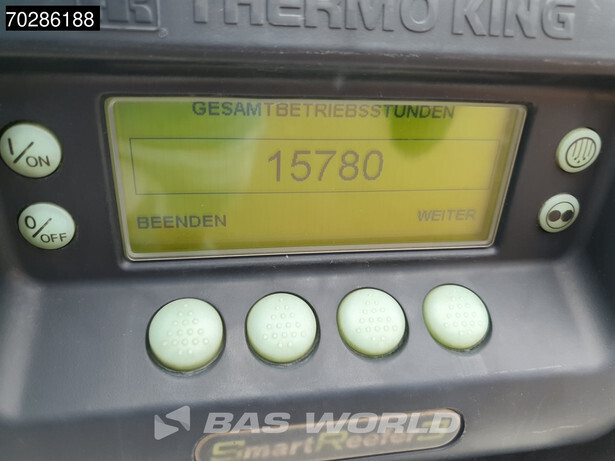 70286188
THERMO KING
I/ON
GESAMTBETRIEBSSTUNDEN
15780
BEENDEN
WEITER
0/OFF
BAS WORLD
SmartReefer